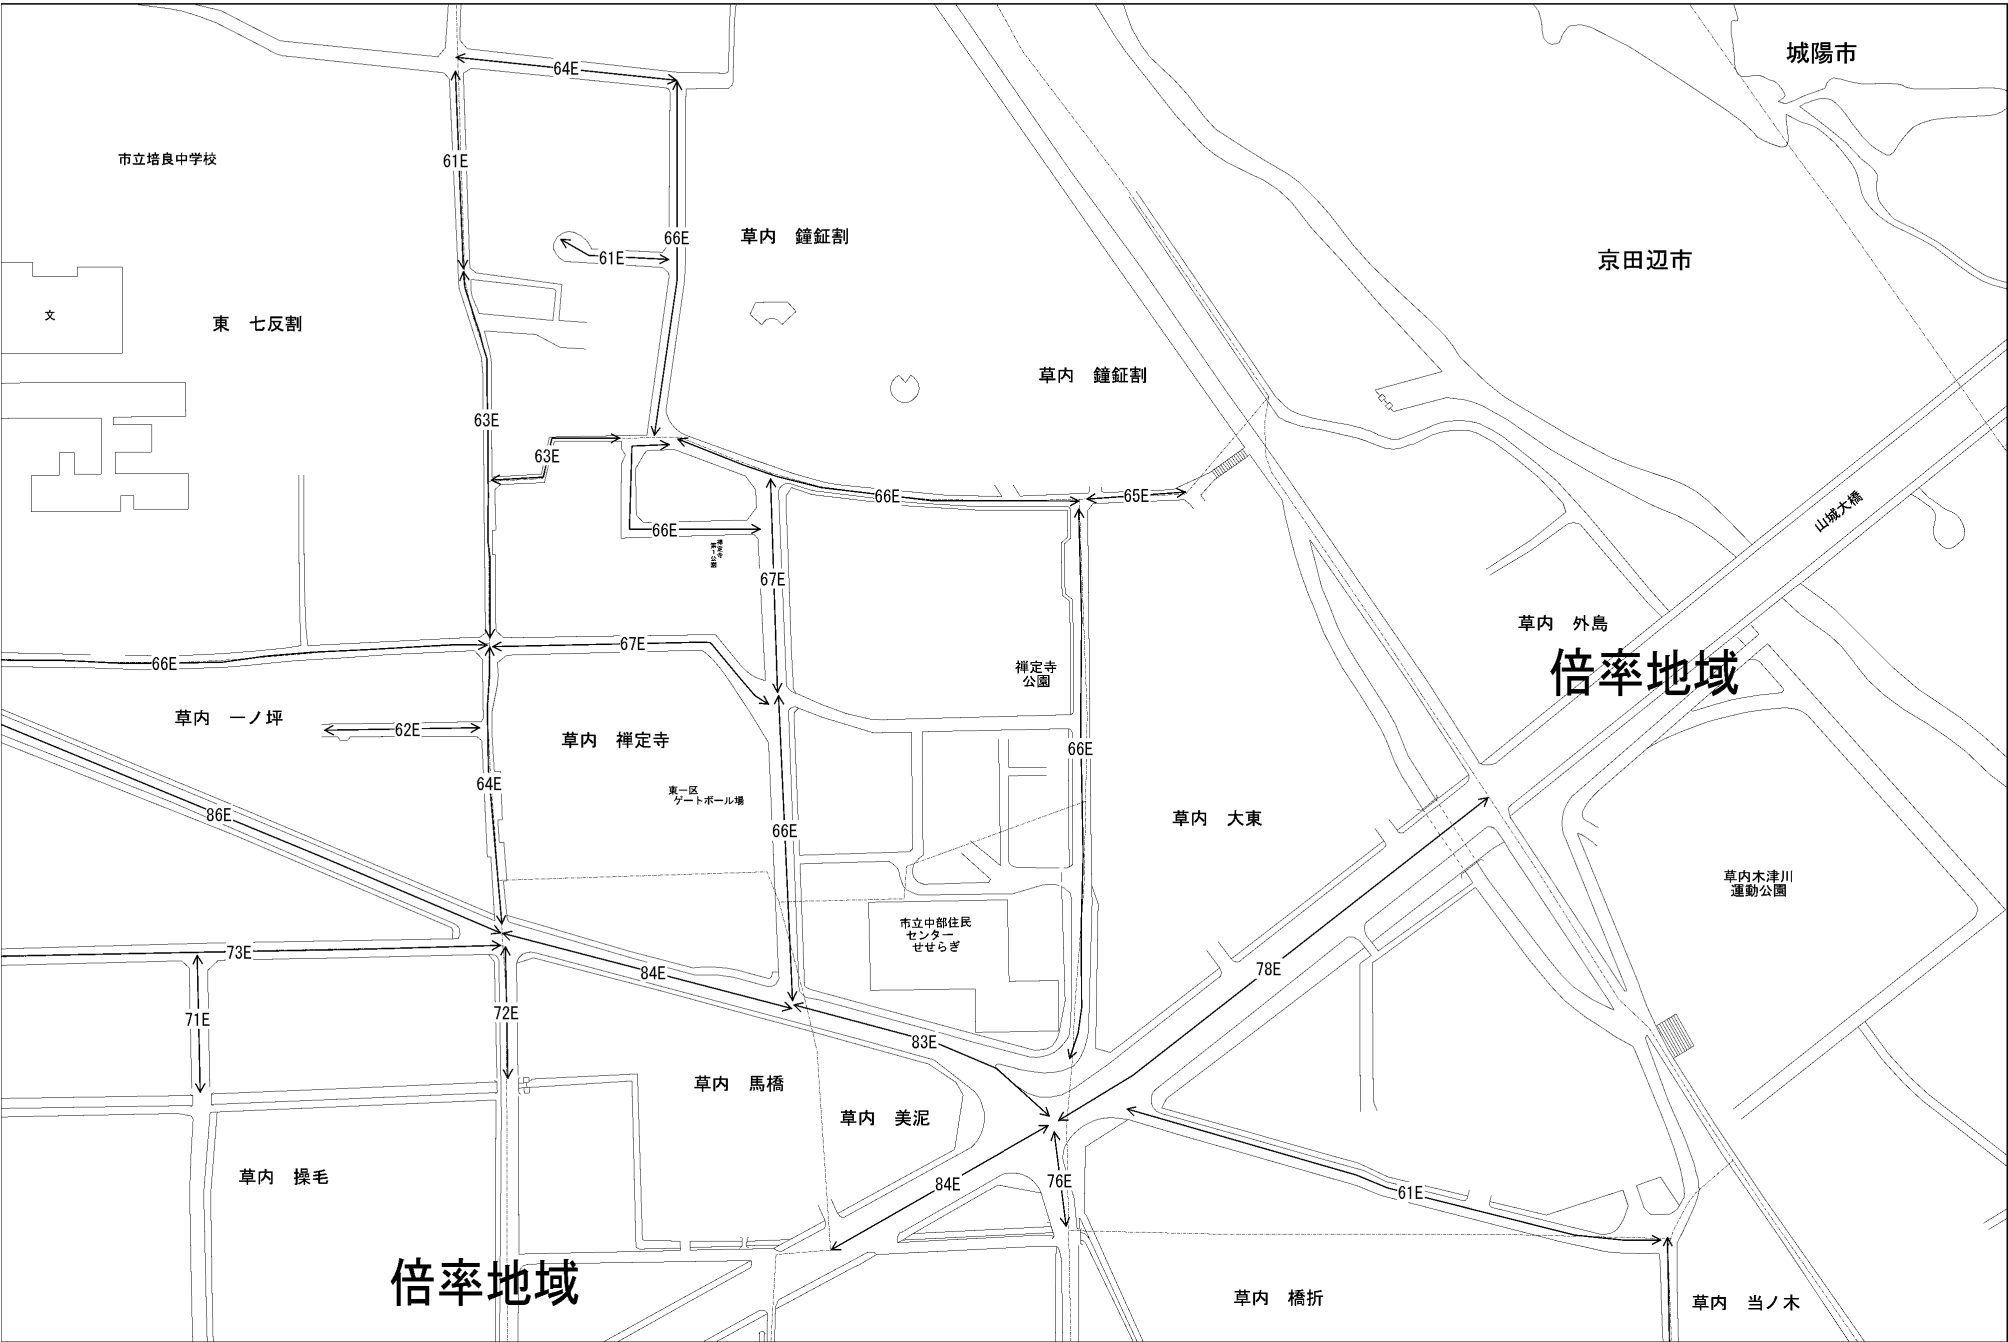 城陽市
64E
市立培良中学校
61E
66E
草内 鐘鉦割
61E
京田辺市
文
東 七反割
草内 鐘鉦割
63E
63E
66E
65E
山城大橋
66E
67E
草内 外島
67E
66E
禅定寺
公園
倍率地域
草内 一ノ坪
62E
草内 禅定寺
66E
64E
東一区
ゲートボール場
86E
66E
草内 大東
草内木津川
運動公園
市立中部住民
センター
せせらぎ
73E
84E
78E
71E
72E
83E
草内 馬橋
草内 美泥
草内 操毛
84E
76E
61E
倍率地域
草内 橋折
草内 当ノ木